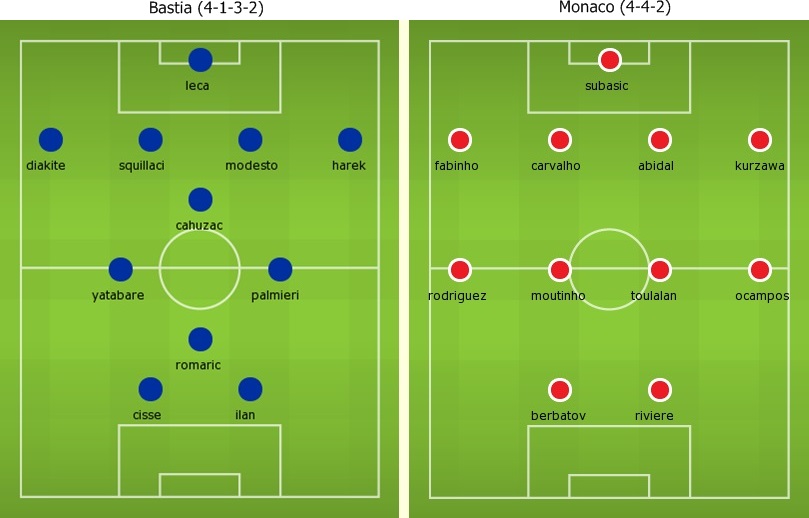 Bastia (4-1-3-2)
leca
diakite squillaci modesto harek
cahuzac
yatabare palmieri
romaric
cisse ilan
Monaco (4-4-2)
subasic
fabinho carvalho abidal kurzawa
rodriguez moutinho toulalan ocampos
berbatov riviere